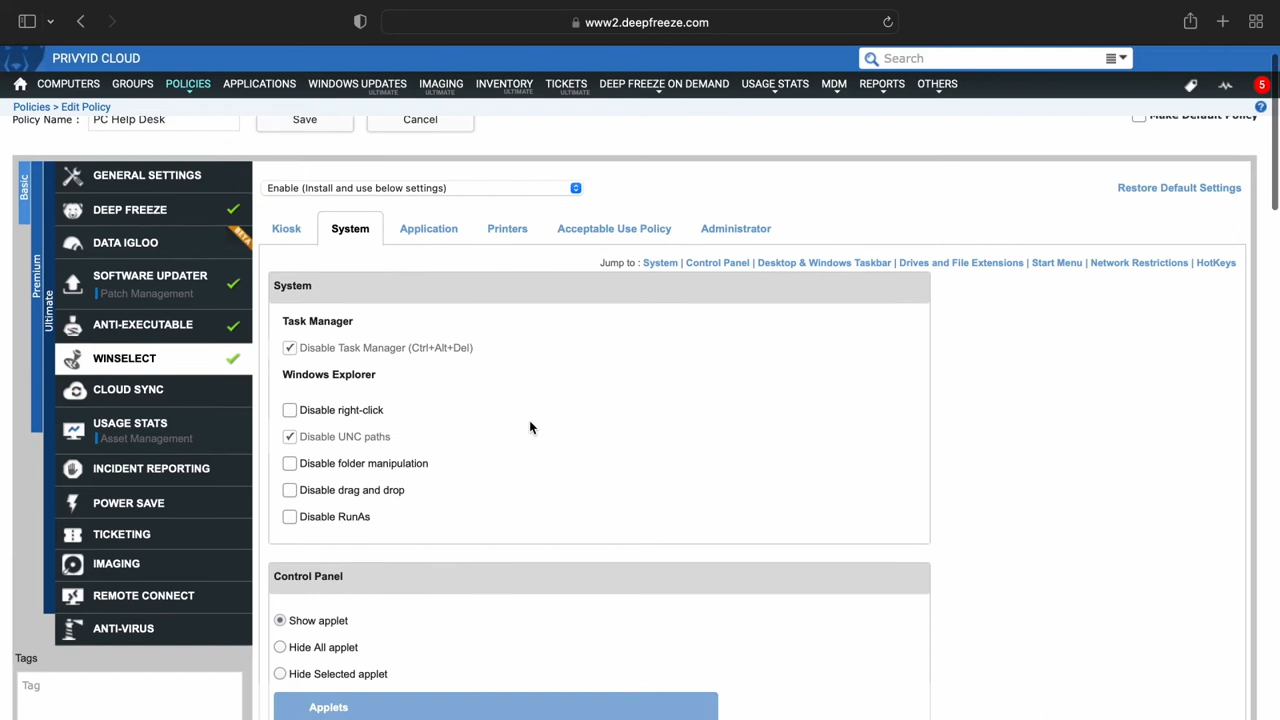 www2.deepfreeze.com
PRIVYID CLOUD
Search
COMPUTERS GROUPS POLICIES APPLICATIONS WINDOWS UPDATES IMAGING INVENTORY TICKETS DEEP FREEZE ON DEMAND USAGE STATS MDM REPORTS OTHERS
ULTIMATE ULTIMATE ULTIMATE ULTIMATE
5
Policies > Edit Policy
?
Policy Name : PC Help Desk Save Cancel Make Default Policy
Basic
Premium
Ultimate
GENERAL SETTINGS
DEEP FREEZE
DATA IGLOO
BETA
SOFTWARE UPDATER
Patch Management
ANTI-EXECUTABLE
WINSELECT
CLOUD SYNC
USAGE STATS
Asset Management
INCIDENT REPORTING
POWER SAVE
TICKETING
IMAGING
REMOTE CONNECT
ANTI-VIRUS
Tags
Tag
Enable (Install and use below settings)
Restore Default Settings
Kiosk System Application Printers Acceptable Use Policy Administrator
Jump to : System | Control Panel | Desktop & Windows Taskbar | Drives and File Extensions | Start Menu | Network Restrictions | HotKeys
System
Task Manager
Disable Task Manager (Ctrl+Alt+Del)
Windows Explorer
Disable right-click
Disable UNC paths
Disable folder manipulation
Disable drag and drop
Disable RunAs
Control Panel
Show applet
Hide All applet
Hide Selected applet
Applets